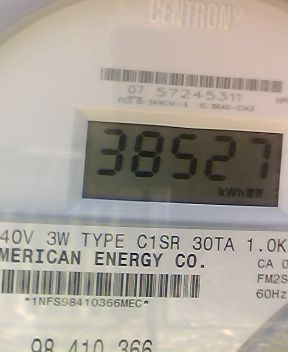 CENTRON®
07 57245311
38527
kWh
40V 3W TYPE C1SR 30TA 1.0K
MERICAN ENERGY CO.
CA 0
FM2S
60Hz
*1NFS98410366MEC*
98 410 366